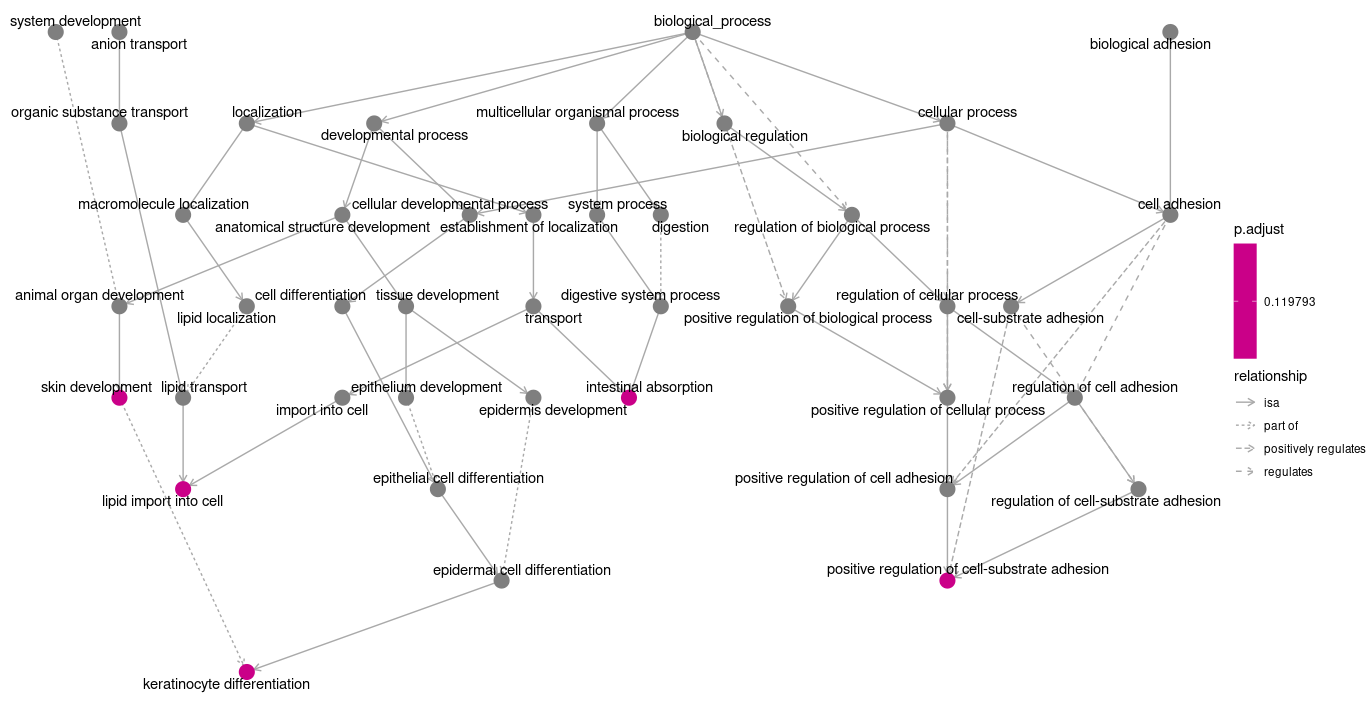 system development
biological_process
anion transport
biological adhesion
organic substance transport
localization
multicellular organismal process
cellular process
developmental process
biological regulation
macromolecule localization
cellular developmental process
system process
cell adhesion
anatomical structure development
establishment of localization
digestion
regulation of biological process
p.adjust
animal organ development
cell differentiation
tissue development
digestive system process
regulation of cellular process
0.119793
lipid localization
transport
positive regulation of biological process
cell-substrate adhesion
relationship
skin development
lipid transport
epithelium development
intestinal absorption
regulation of cell adhesion
isa
import into cell
epidermis development
positive regulation of cellular process
part of
positively regulates
regulates
epithelial cell differentiation
positive regulation of cell adhesion
lipid import into cell
regulation of cell-substrate adhesion
epidermal cell differentiation
positive regulation of cell-substrate adhesion
keratinocyte differentiation